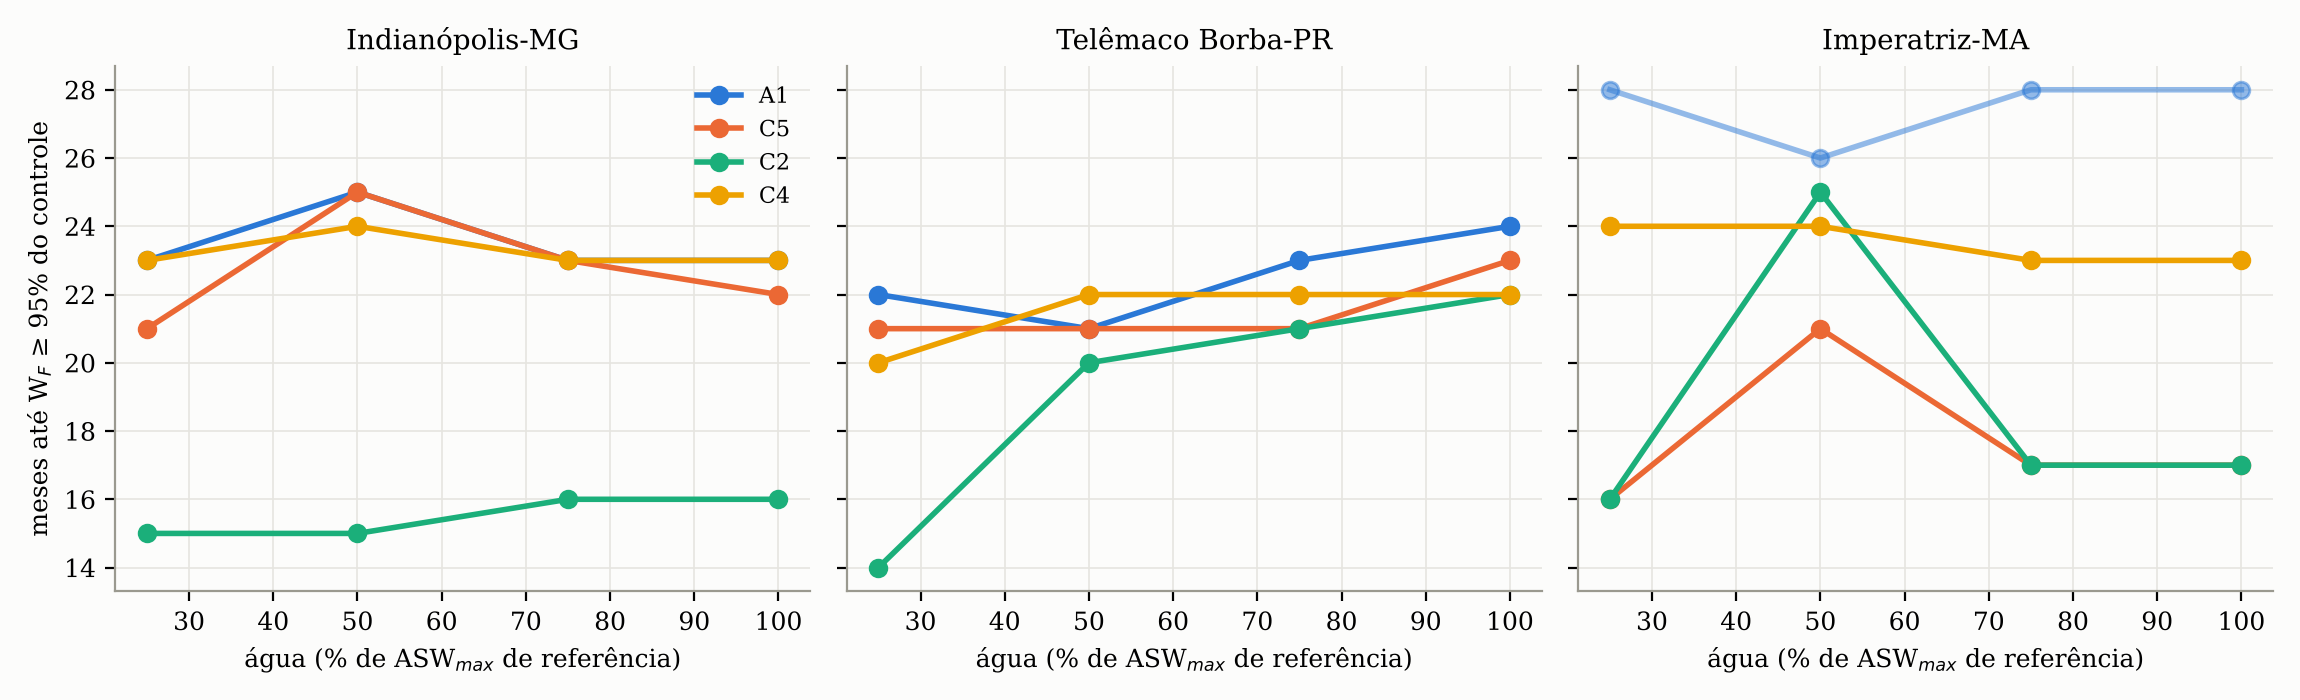 Indianópolis-MG
Telêmaco Borba-PR
Imperatriz-MA
meses até W_F ≥ 95% do controle
28
26
24
22
20
18
16
14
A1
C5
C2
C4
30 40 50 60 70 80 90 100
30 40 50 60 70 80 90 100
30 40 50 60 70 80 90 100
água (% de ASW_max de referência)
água (% de ASW_max de referência)
água (% de ASW_max de referência)